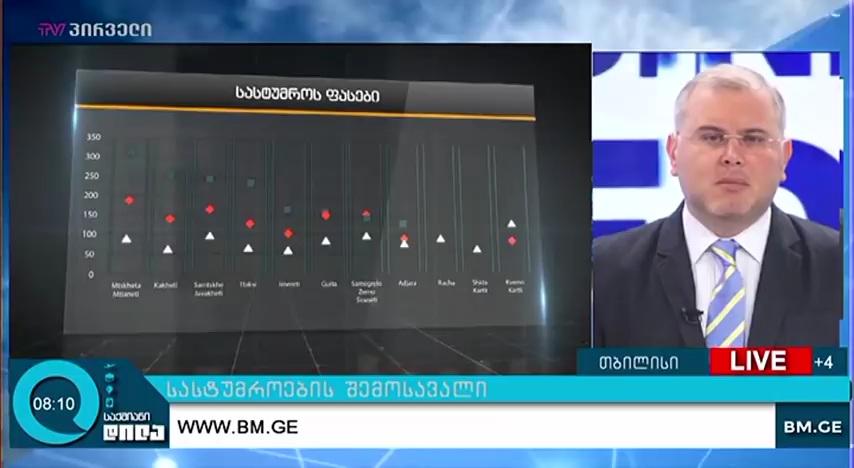 TV პირველი
სასტუმროს ფასები
350
300
250
200
150
100
50
0
Mtskheta Mtianeti
Kakheti
Samtskhe Javakheti
Tbilisi
Imereti
Guria
Samegrelo Zemo Svaneti
Adjara
Racha
Shida Kartli
Kvemo Kartli
თბილისი LIVE +4
08:10
სასტუმროების შემოსავალი
საქმიანი
დილა
WWW.BM.GE
BM.GE